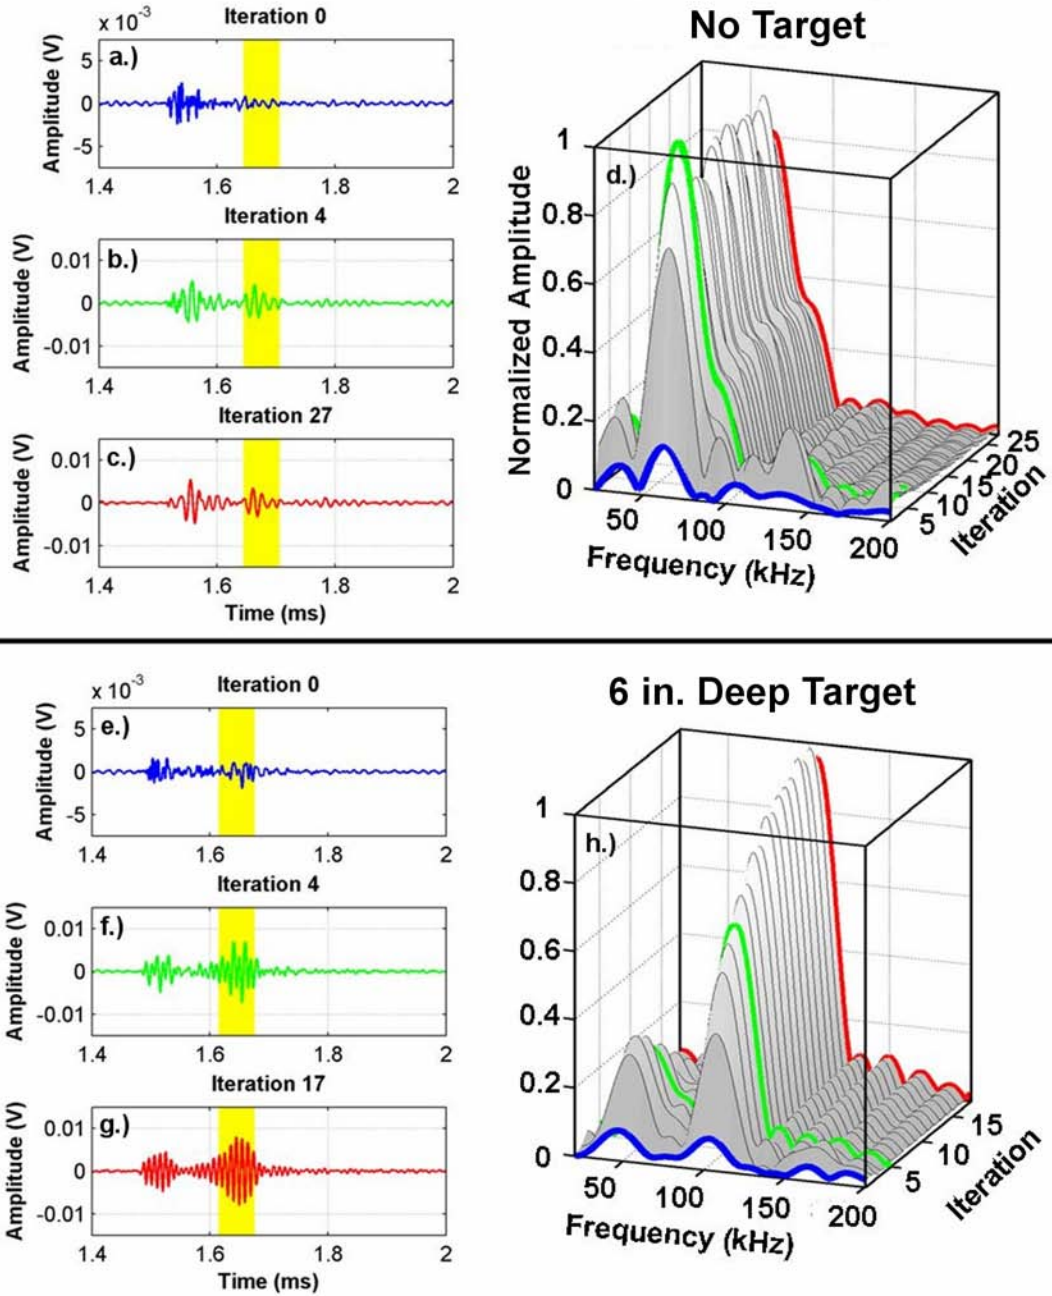 x 10-3
Iteration 0
a.)
Amplitude (V)
5
0
-5
1.4 1.6 1.8 2
Iteration 4
b.)
Amplitude (V)
0.01
0
-0.01
1.4 1.6 1.8 2
Iteration 27
c.)
Amplitude (V)
0.01
0
-0.01
1.4 1.6 1.8 2
Time (ms)
No Target
d.)
Normalized Amplitude
1
0.8
0.6
0.4
0.2
0
50 100 150 200
Frequency (kHz)
5 10 15 20 25
Iteration
x 10-3
Iteration 0
e.)
Amplitude (V)
5
0
-5
1.4 1.6 1.8 2
Iteration 4
f.)
Amplitude (V)
0.01
0
-0.01
1.4 1.6 1.8 2
Iteration 17
g.)
Amplitude (V)
0.01
0
-0.01
1.4 1.6 1.8 2
Time (ms)
6 in. Deep Target
h.)
1
0.8
0.6
0.4
0.2
0
50 100 150 200
Frequency (kHz)
5 10 15
Iteration